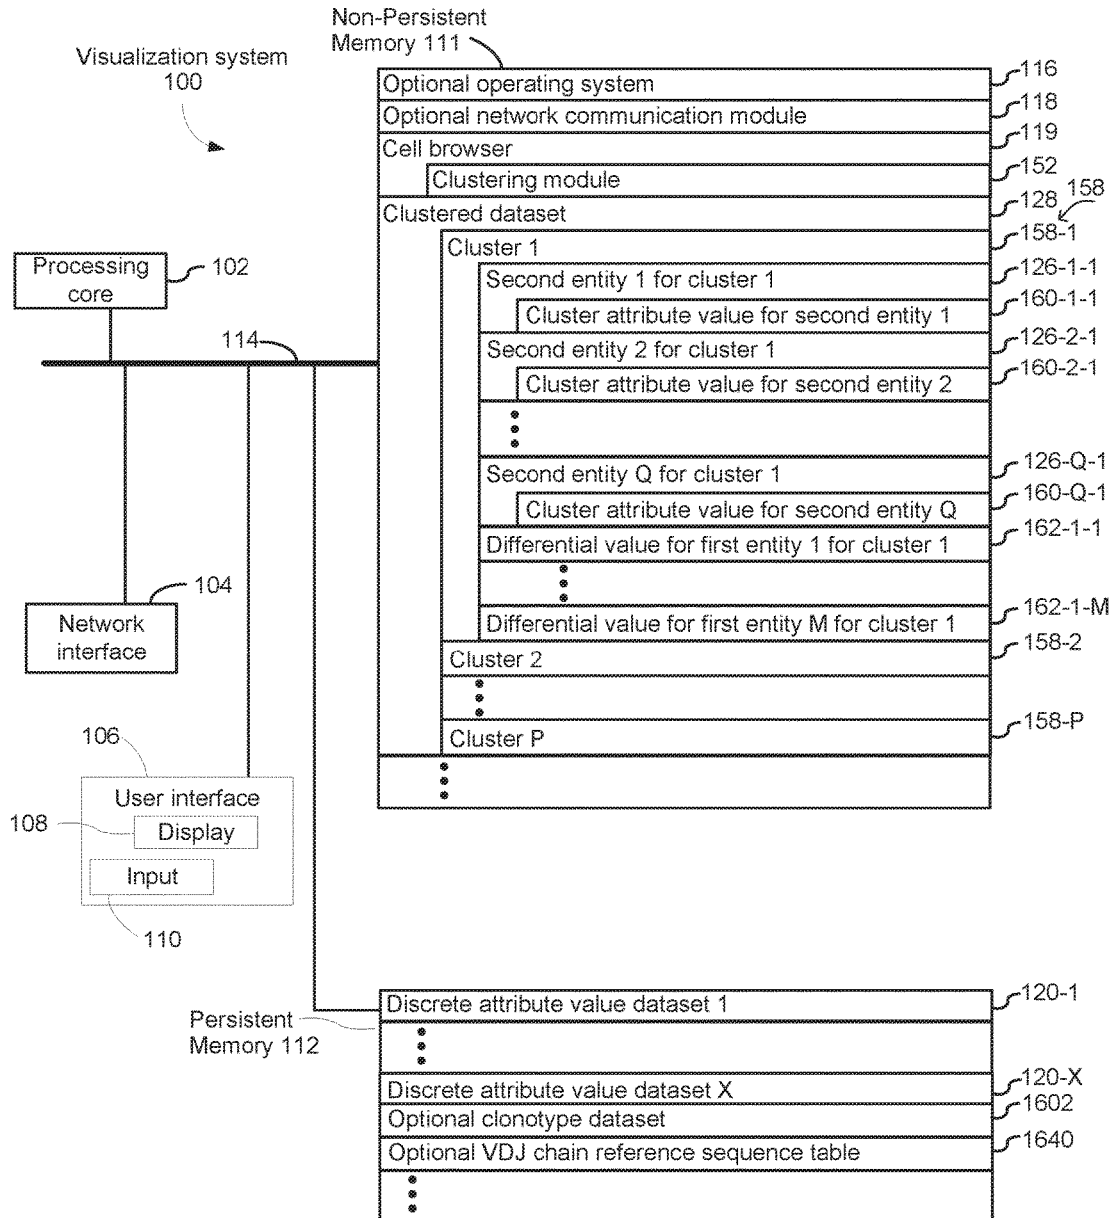 Non-Persistent
Memory 111
Visualization system
100
Optional operating system
116
Optional network communication module
118
Cell browser
119
Clustering module
152
Clustered dataset
128
158
Cluster 1
158-1
Second entity 1 for cluster 1
126-1-1
Cluster attribute value for second entity 1
160-1-1
Second entity 2 for cluster 1
126-2-1
Cluster attribute value for second entity 2
160-2-1
Second entity Q for cluster 1
126-Q-1
Cluster attribute value for second entity Q
160-Q-1
Differential value for first entity 1 for cluster 1
162-1-1
Differential value for first entity M for cluster 1
162-1-M
Cluster 2
158-2
Cluster P
158-P
Processing
core
102
114
Network
interface
104
106
User interface
108
Display
Input
110
Persistent
Memory 112
Discrete attribute value dataset 1
120-1
Discrete attribute value dataset X
120-X
Optional clonotype dataset
1602
Optional VDJ chain reference sequence table
1640